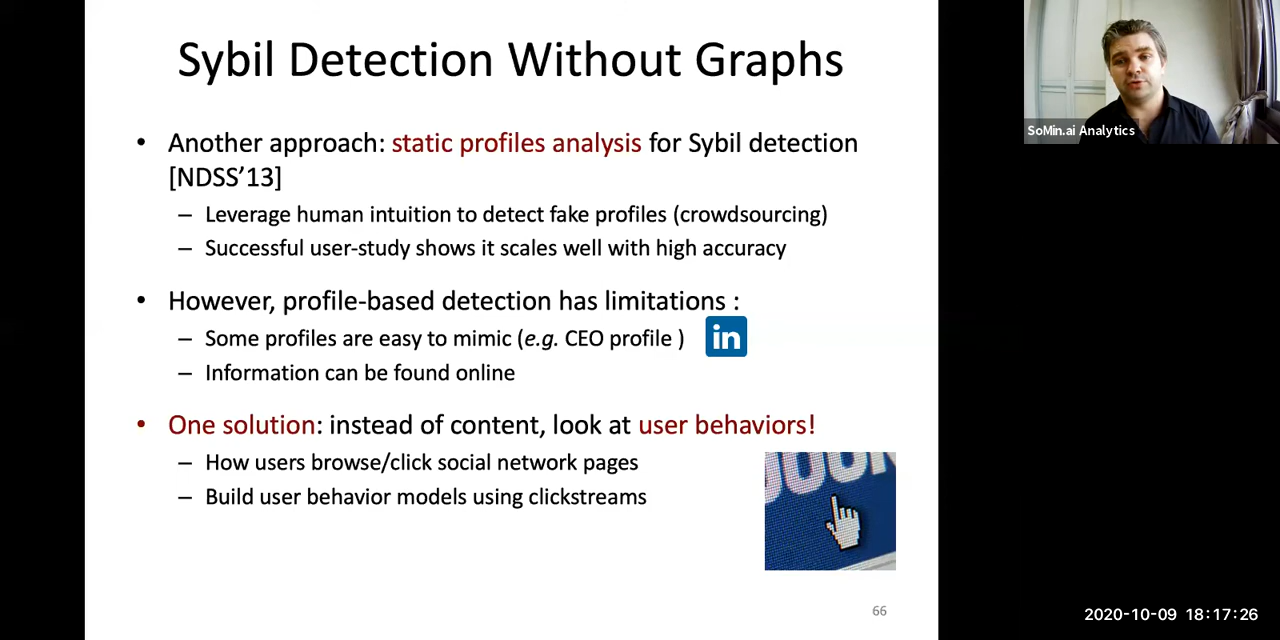 Sybil Detection Without Graphs
SoMin.ai Analytics
• Another approach: static profiles analysis for Sybil detection
[NDSS’13]
– Leverage human intuition to detect fake profiles (crowdsourcing)
– Successful user-study shows it scales well with high accuracy
• However, profile-based detection has limitations :
– Some profiles are easy to mimic (e.g. CEO profile )
in
– Information can be found online
• One solution: instead of content, look at user behaviors!
– How users browse/click social network pages
– Build user behavior models using clickstreams
66
2020-10-09 18:17:26